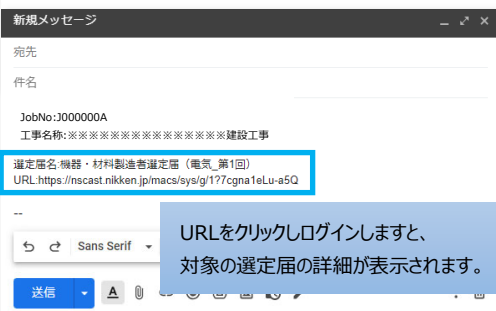 新規メッセージ
宛先
件名
JobNo:J000000A
工事名称:※※※※※※※※※※※※※※※建設工事
選定届名:機器・材料製造者選定届（電気_第1回）
URL:https://nscast.nikken.jp/macs/sys/g/1?7cgna1eLu-a5Q
--
URLをクリックしログインしますと、
対象の選定届の詳細が表示されます。
Sans Serif
送信
A